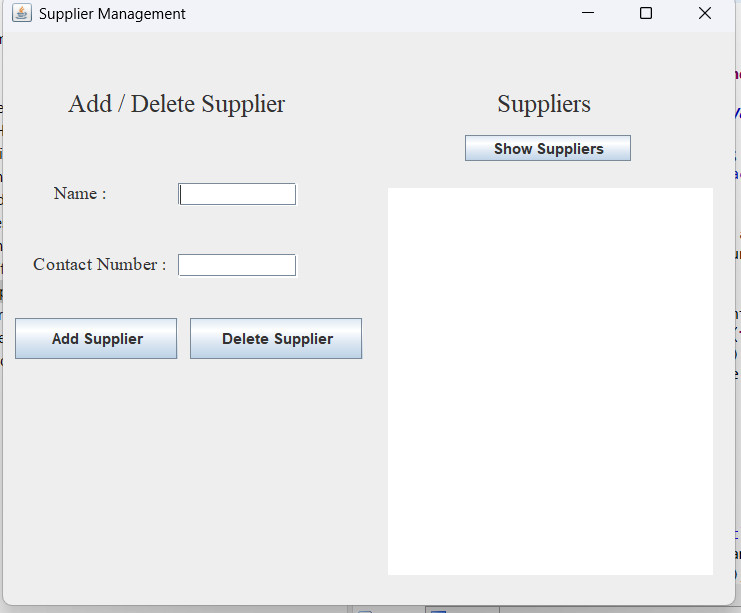 Supplier Management
Add / Delete Supplier
Suppliers
Show Suppliers
Name :
Contact Number :
Add Supplier
Delete Supplier